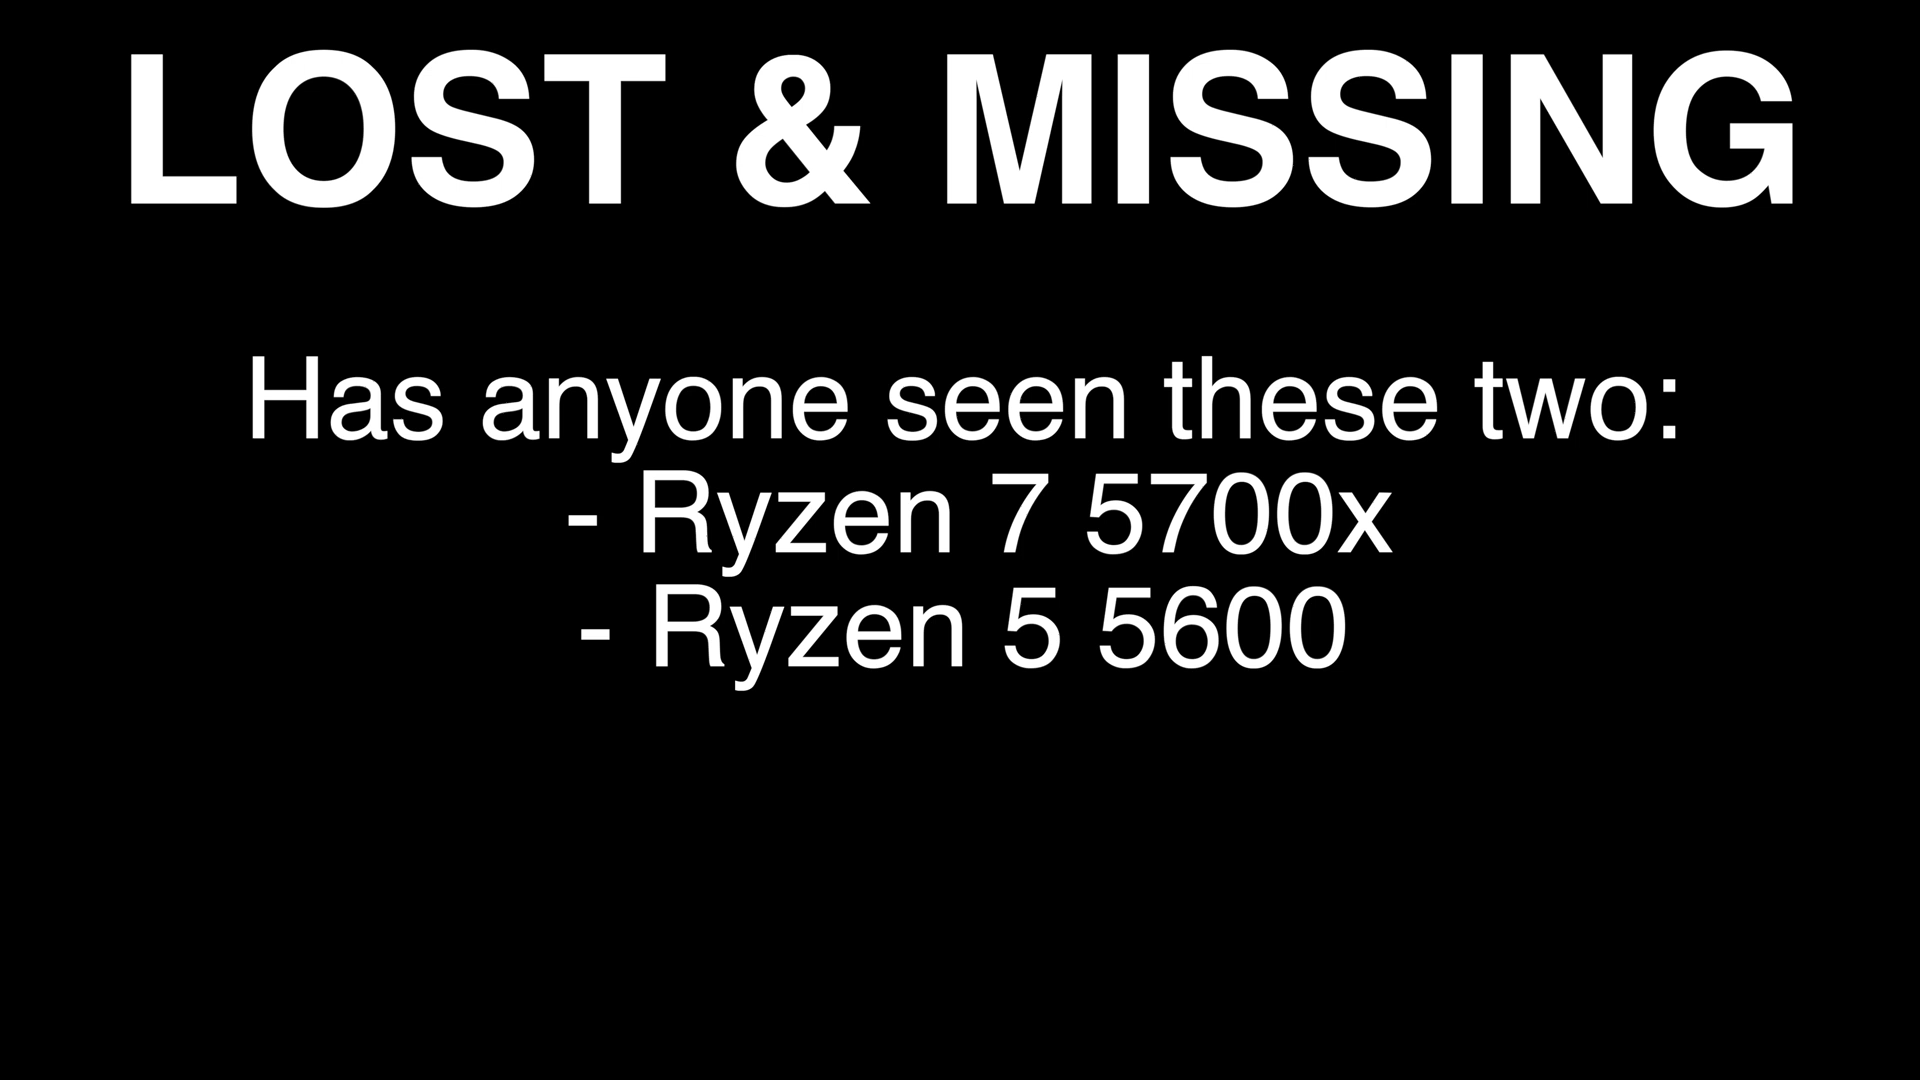 LOST & MISSING
Has anyone seen these two:
- Ryzen 7 5700x
- Ryzen 5 5600